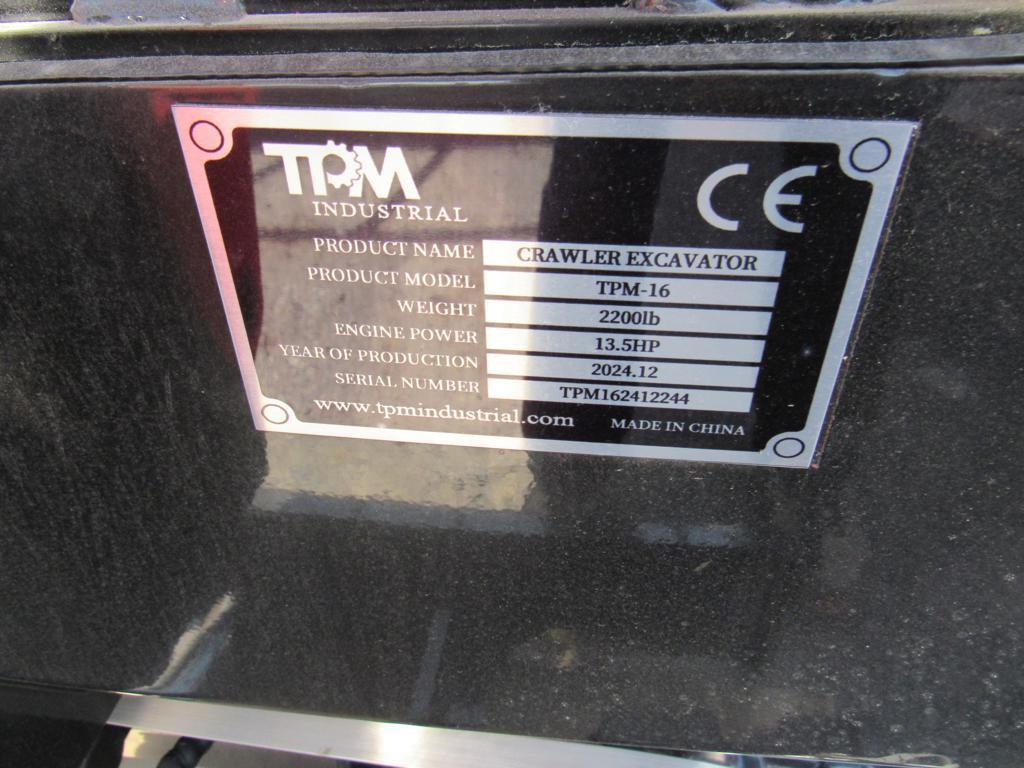 TPM
INDUSTRIAL
CE
PRODUCT NAME CRAWLER EXCAVATOR
PRODUCT MODEL TPM-16
WEIGHT 2200lb
ENGINE POWER 13.5HP
YEAR OF PRODUCTION 2024.12
SERIAL NUMBER TPM162412244
www.tpmindustrial.com MADE IN CHINA